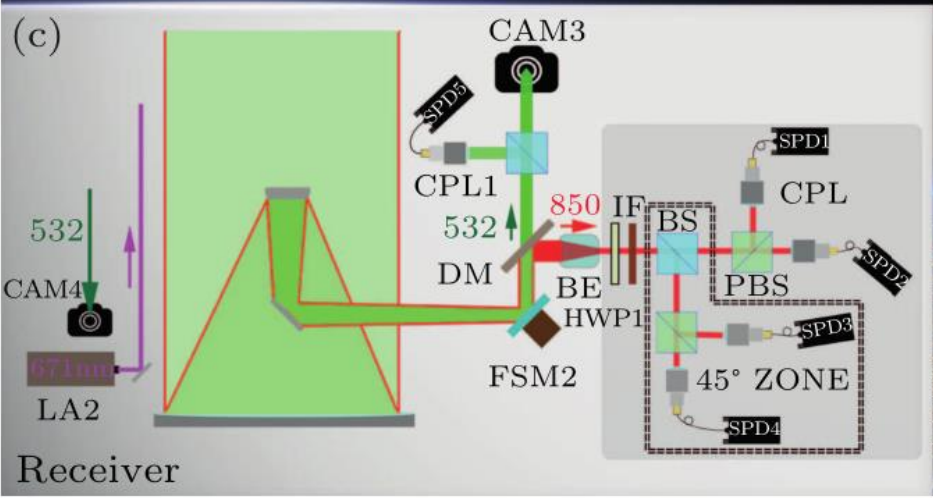 (c)
CAM3
SPD5
CPL1
532
850
IF
SPD1
CPL
BS
532
CAM4
DM
BE
PBS
SPD2
HWP1
SPD3
671nm
LA2
FSM2
45° ZONE
SPD4
Receiver